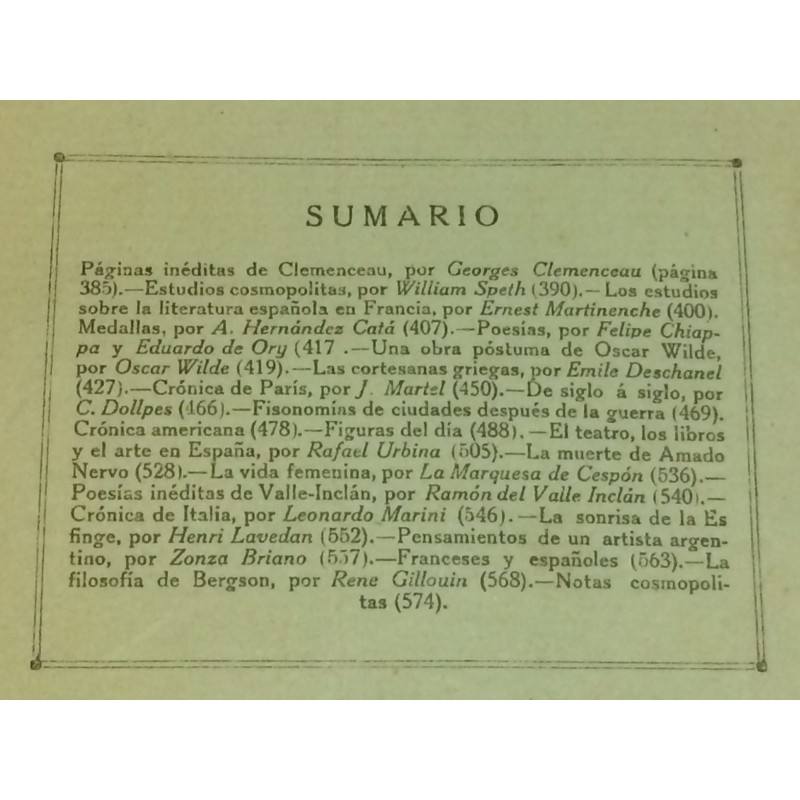 SUMARIO
Páginas inéditas de Clemenceau, por Georges Clemenceau (página
385).—Estudios cosmopolitas, por William Speth (390).—Los estudios
sobre la literatura española en Francia, por Ernest Martinenche (400).
Medallas, por A. Hernández Catá (407).—Poesías, por Felipe Chiap-
pa y Eduardo de Ory (417 .—Una obra póstuma de Oscar Wilde,
por Oscar Wilde (419).—Las cortesanas griegas, por Emile Deschanel
(427).—Crónica de París, por J. Martel (450).—De siglo á siglo, por
C. Dollpes (466).—Fisonomías de ciudades después de la guerra (469).
Crónica americana (478).—Figuras del día (488).—El teatro, los libros
y el arte en España, por Rafael Urbina (505).—La muerte de Amado
Nervo (528).—La vida femenina, por La Marquesa de Cespón (536).—
Poesías inéditas de Valle-Inclán, por Ramón del Valle Inclán (540).—
Crónica de Italia, por Leonardo Marini (546).—La sonrisa de la Es
finge, por Henri Lavedan (552).—Pensamientos de un artista argen-
tino, por Zonza Briano (557).—Franceses y españoles (563).—La
filosofía de Bergson, por Rene Gillouin (568).—Notas cosmopoli-
tas (574).